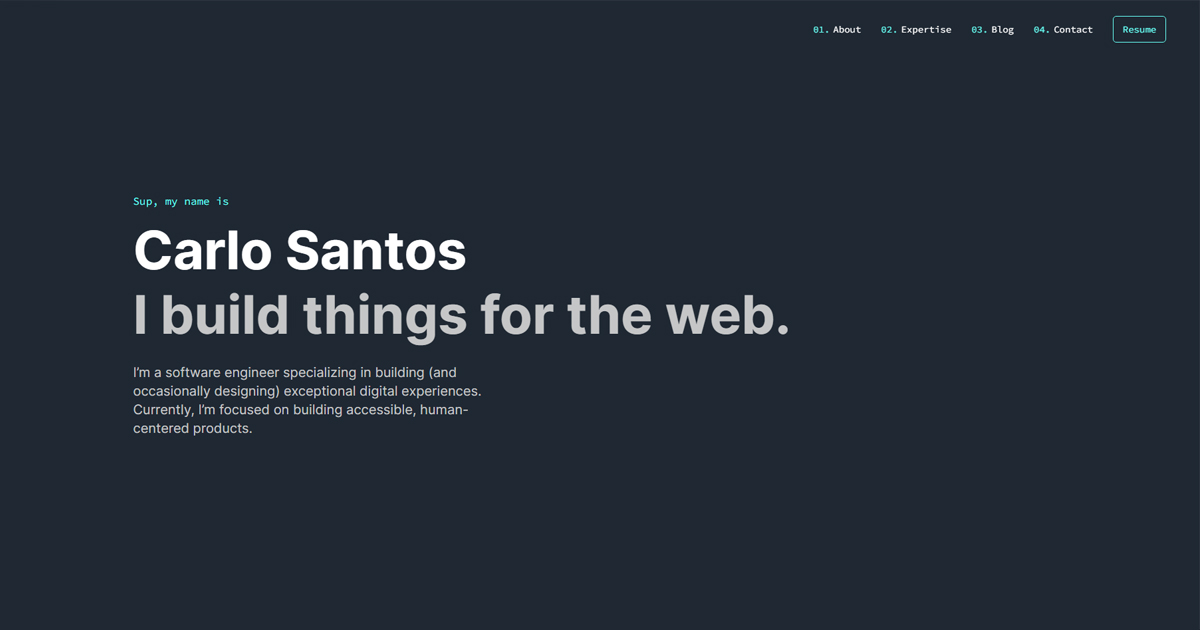 01. About 02. Expertise 03. Blog 04. Contact Resume
Sup, my name is
Carlo Santos
I build things for the web.
I’m a software engineer specializing in building (and
occasionally designing) exceptional digital experiences.
Currently, I’m focused on building accessible, human-
centered products.